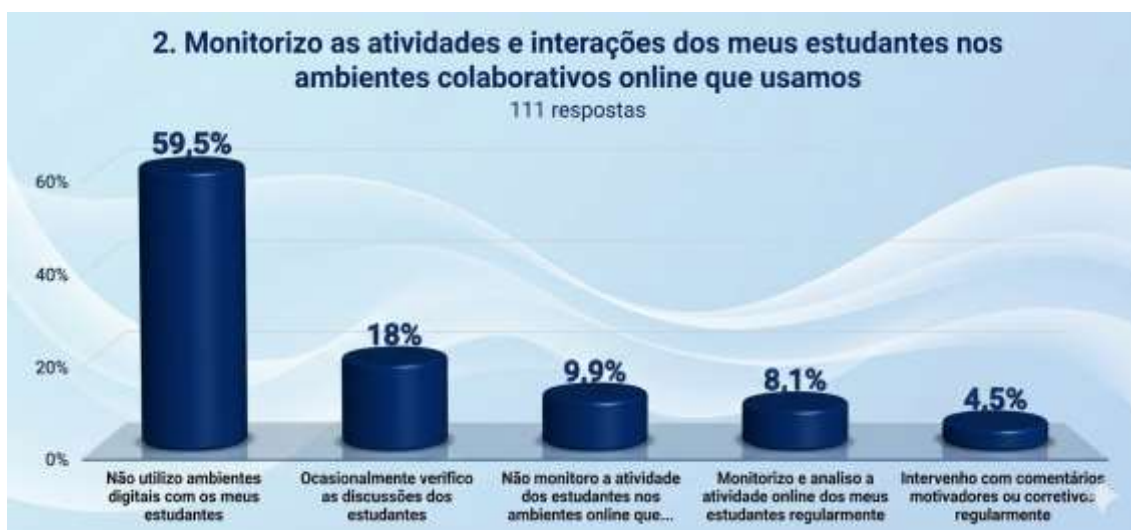 2. Monitorizo as atividades e interações dos meus estudantes nos
ambientes colaborativos online que usamos
111 respostas
59,5%
18%
9,9%
8,1%
4,5%
60%
40%
20%
0%
Não utilizo ambientes
digitais com os meus
estudantes
Ocasionalmente verifico
as discussões dos
estudantes
Não monitoro a atividade
dos estudantes nos
ambientes online que...
Monitorizo e analiso a
atividade online dos meus
estudantes regularmente
Intervenho com comentários
motivadores ou corretivos
regularmente